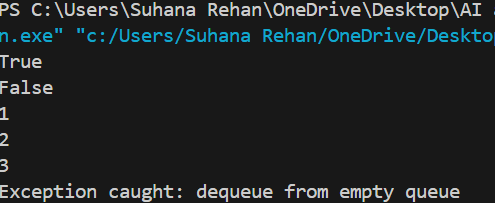 PS C:\Users\Suhana Rehan\OneDrive\Desktop\AI
n.exe" "c:/Users/Suhana Rehan/OneDrive/Deskto
True
False
1
2
3
Exception caught: dequeue from empty queue